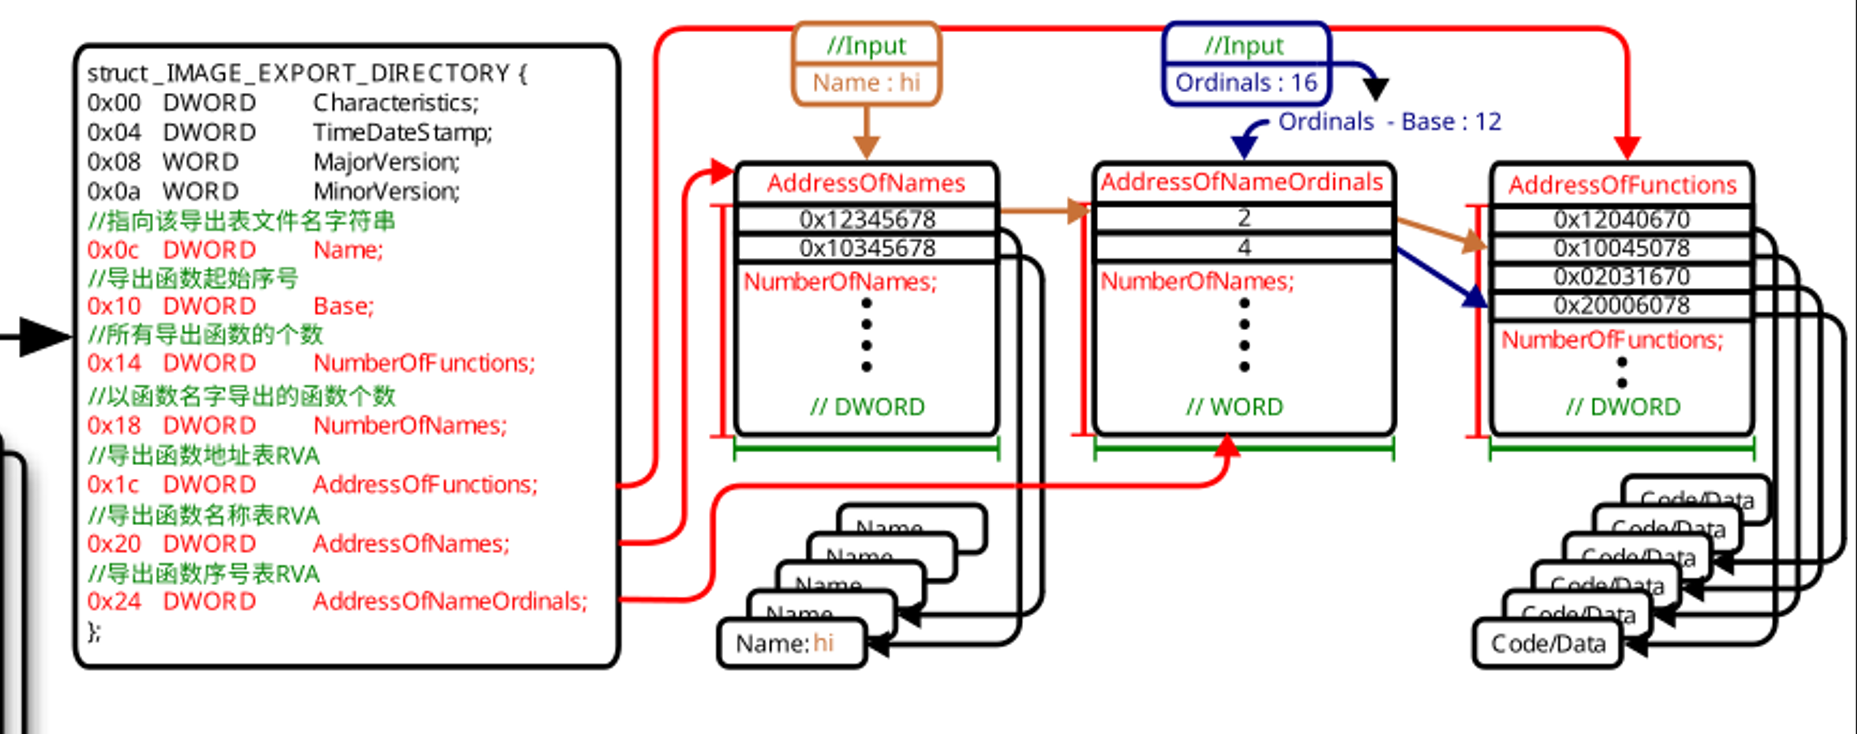 struct _IMAGE_EXPORT_DIRECTORY {
0x00 DWORD Characteristics;
0x04 DWORD TimeDateStamp;
0x08 WORD MajorVersion;
0x0a WORD MinorVersion;
//指向该导出表文件名字符串
0x0c DWORD Name;
//导出函数起始序号
0x10 DWORD Base;
//所有导出函数的个数
0x14 DWORD NumberOfFunctions;
//以函数名字导出的函数个数
0x18 DWORD NumberOfNames;
//导出函数地址表RVA
0x1c DWORD AddressOfFunctions;
//导出函数名称表RVA
0x20 DWORD AddressOfNames;
//导出函数序号表RVA
0x24 DWORD AddressOfNameOrdinals;
};
//Input
Name : hi
AddressOfNames
0x12345678
0x10345678
NumberOfNames;
// DWORD
Name
Name
Name
Name
Name: hi
//Input
Ordinals : 16
Ordinals - Base : 12
AddressOfNameOrdinals
2
4
NumberOfNames;
// WORD
AddressOfFunctions
0x12040670
0x10045078
0x02031670
0x20006078
NumberOfFunctions;
// DWORD
Code/Data
Code/Data
Code/Data
Code/Data
Code/Data
Code/Data